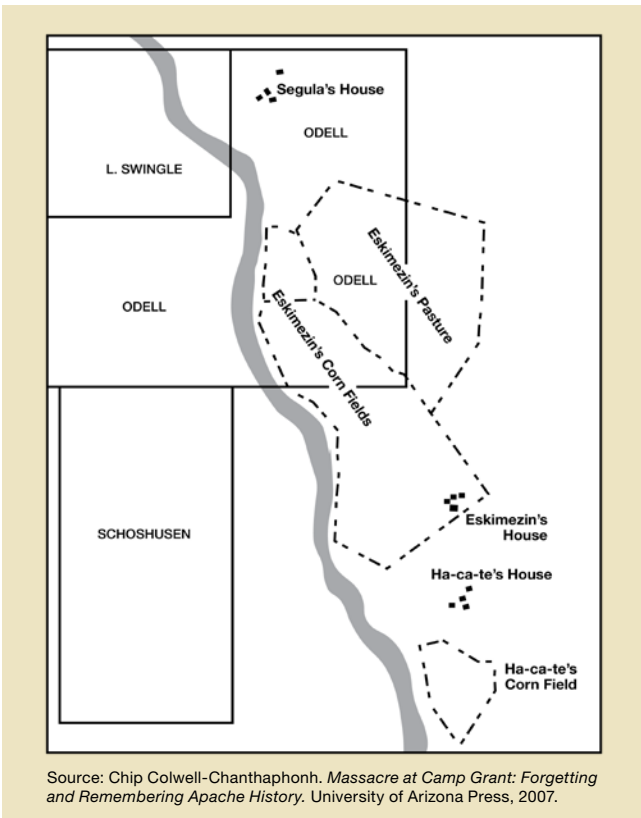 Segula's House
ODELL
L. SWINGLE
Eskimezin's Pasture
ODELL
ODELL
Eskimezin's Corn Fields
SCHOSHUSEN
Eskimezin's
House
Ha-ca-te's House
Ha-ca-te's
Corn Field
Source: Chip Colwell-Chanthaphonh. Massacre at Camp Grant: Forgetting
and Remembering Apache History. University of Arizona Press, 2007.